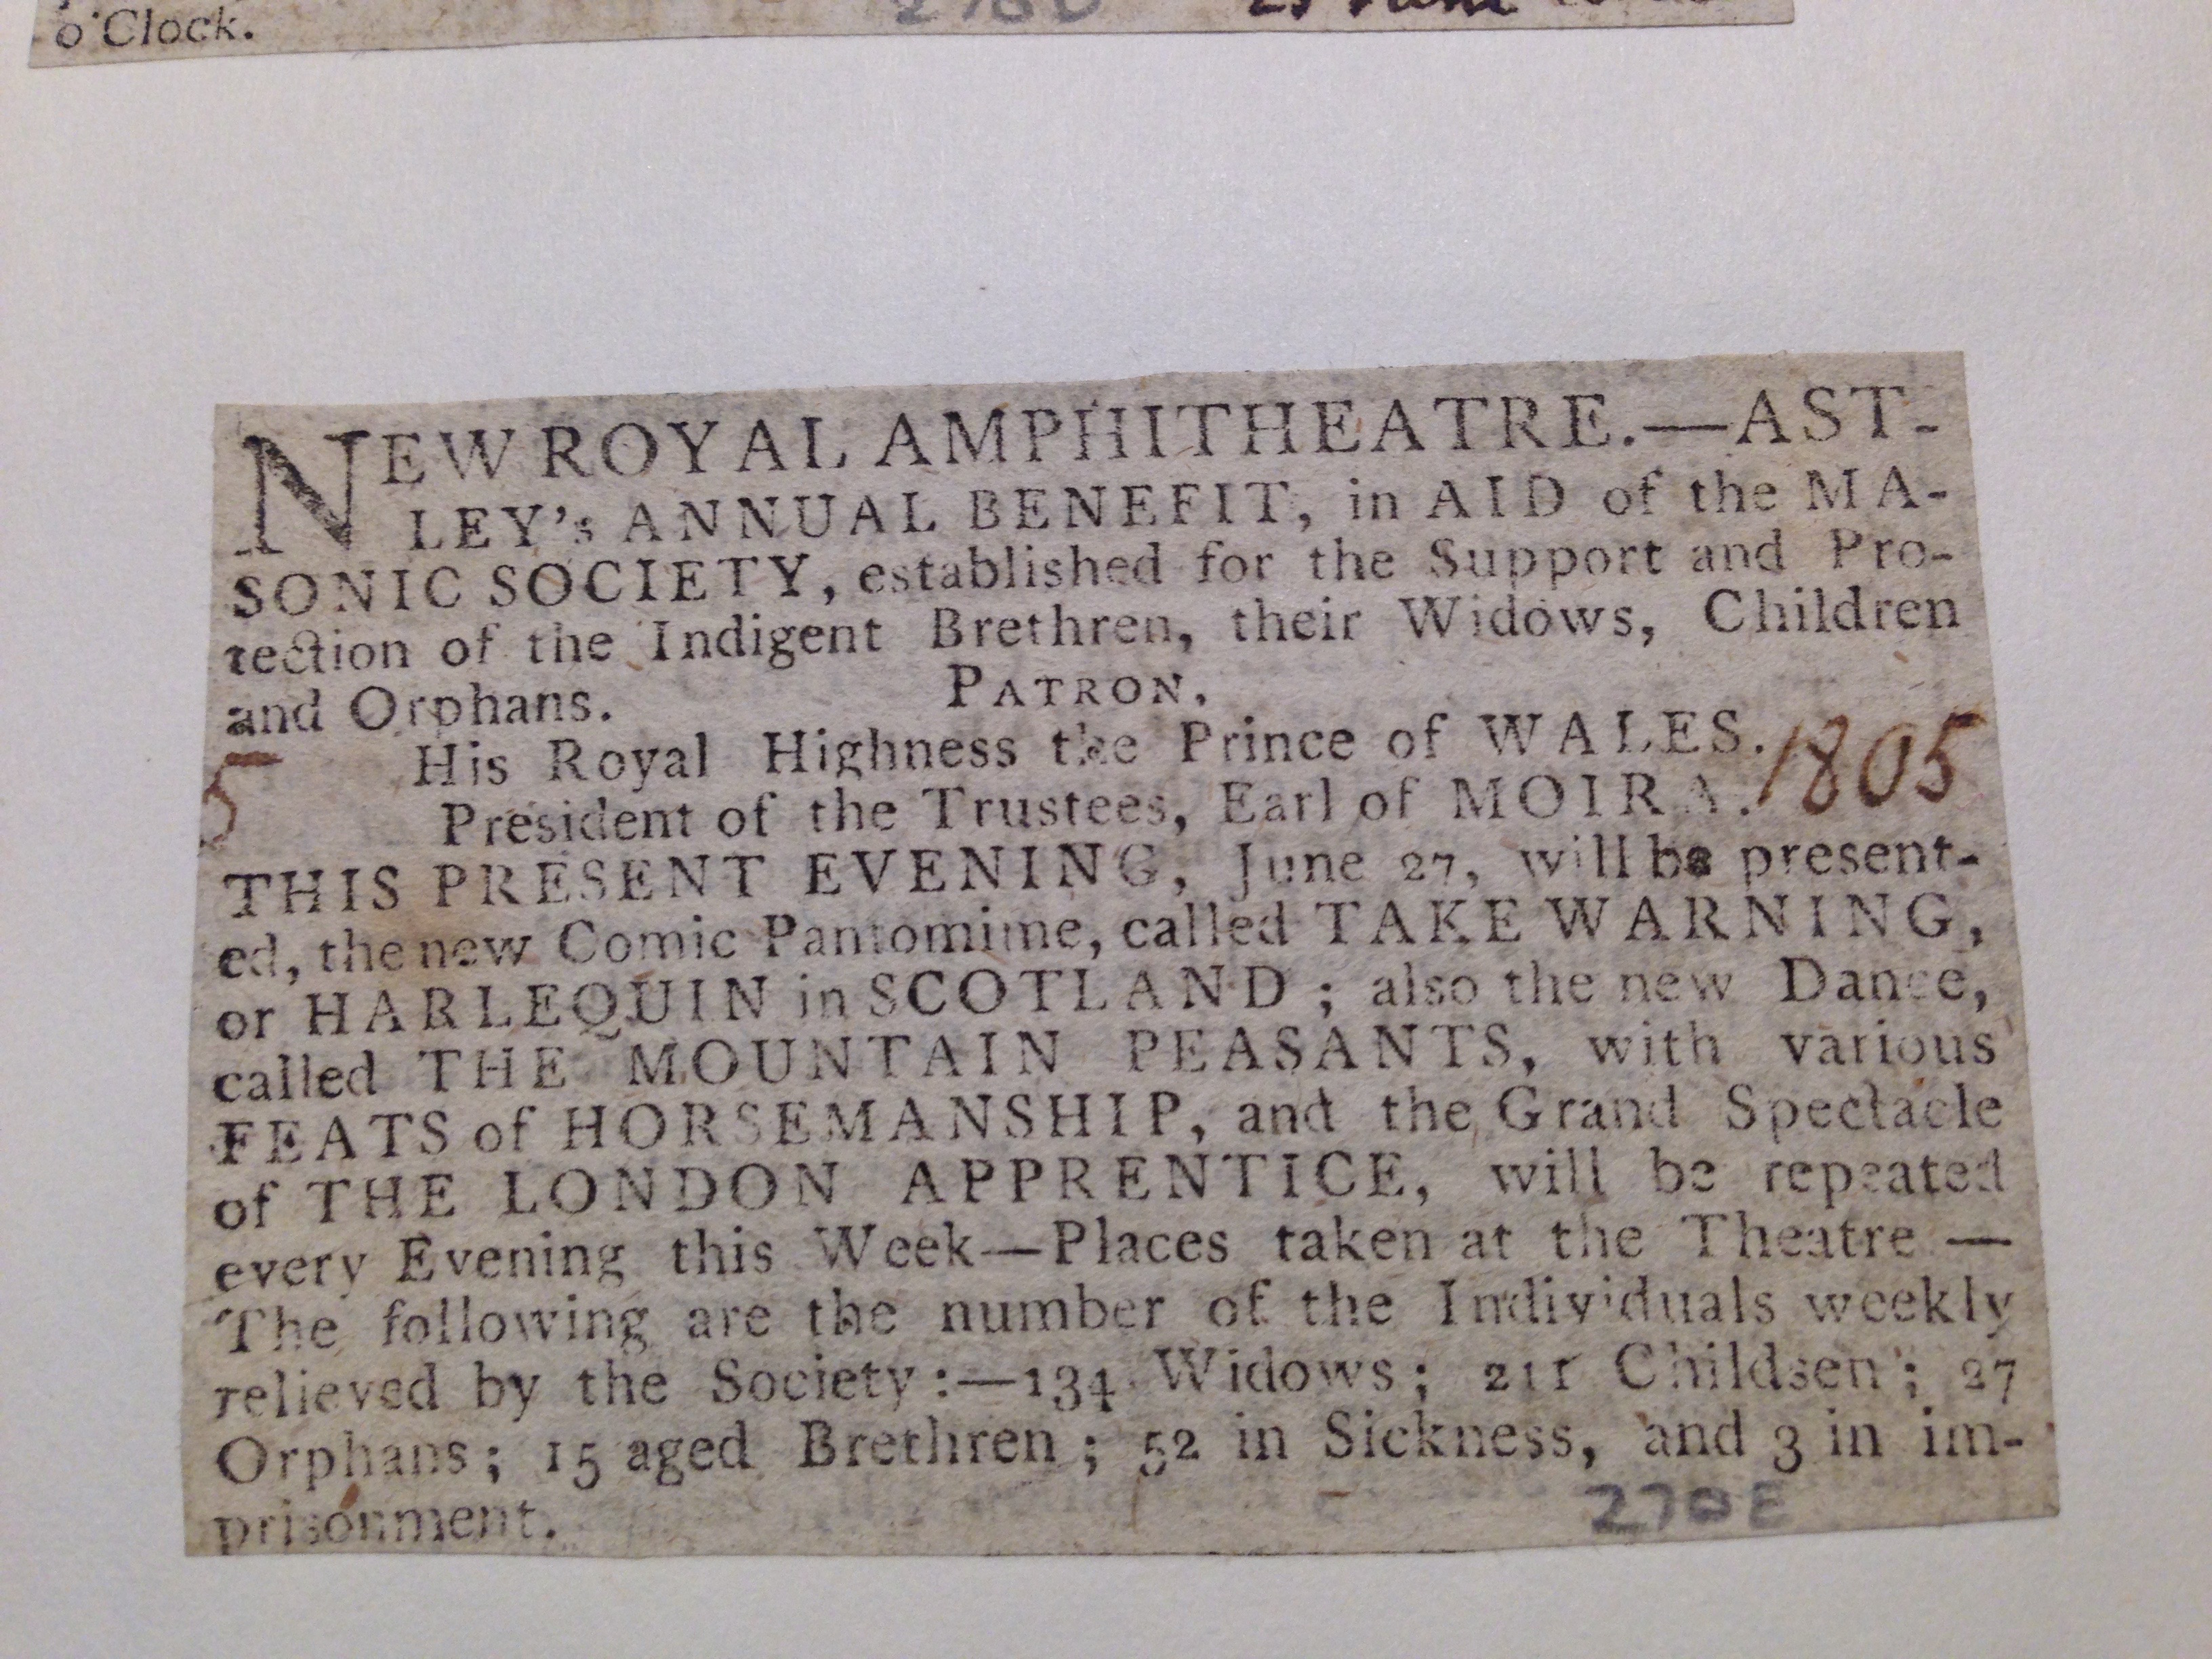 o'Clock.
NEW ROYAL AMPHITHEATRE.—AST-
LEY's ANNUAL BENEFIT, in AID of the MA-
SONIC SOCIETY, established for the Support and Pro-
tection of the Indigent Brethren, their Widows, Children
and Orphans. PATRON,
His Royal Highness the Prince of WALES.
President of the Trustees, Earl of MOIRA.
1805
5
THIS PRESENT EVENING, June 27, will be present-
ed, the new Comic Pantomime, called TAKE WARNING,
or HARLEQUIN in SCOTLAND; also the new Dance,
called THE MOUNTAIN PEASANTS, with various
FEATS of HORSEMANSHIP, and the Grand Spectacle
of THE LONDON APPRENTICE, will be repeated
every Evening this Week—Places taken at the Theatre —
The following are the number of the Individuals weekly
relieved by the Society:—134 Widows; 211 Childsen; 27
Orphans; 15 aged Brethren; 52 in Sickness, and 3 in im-
prisonment.
270E